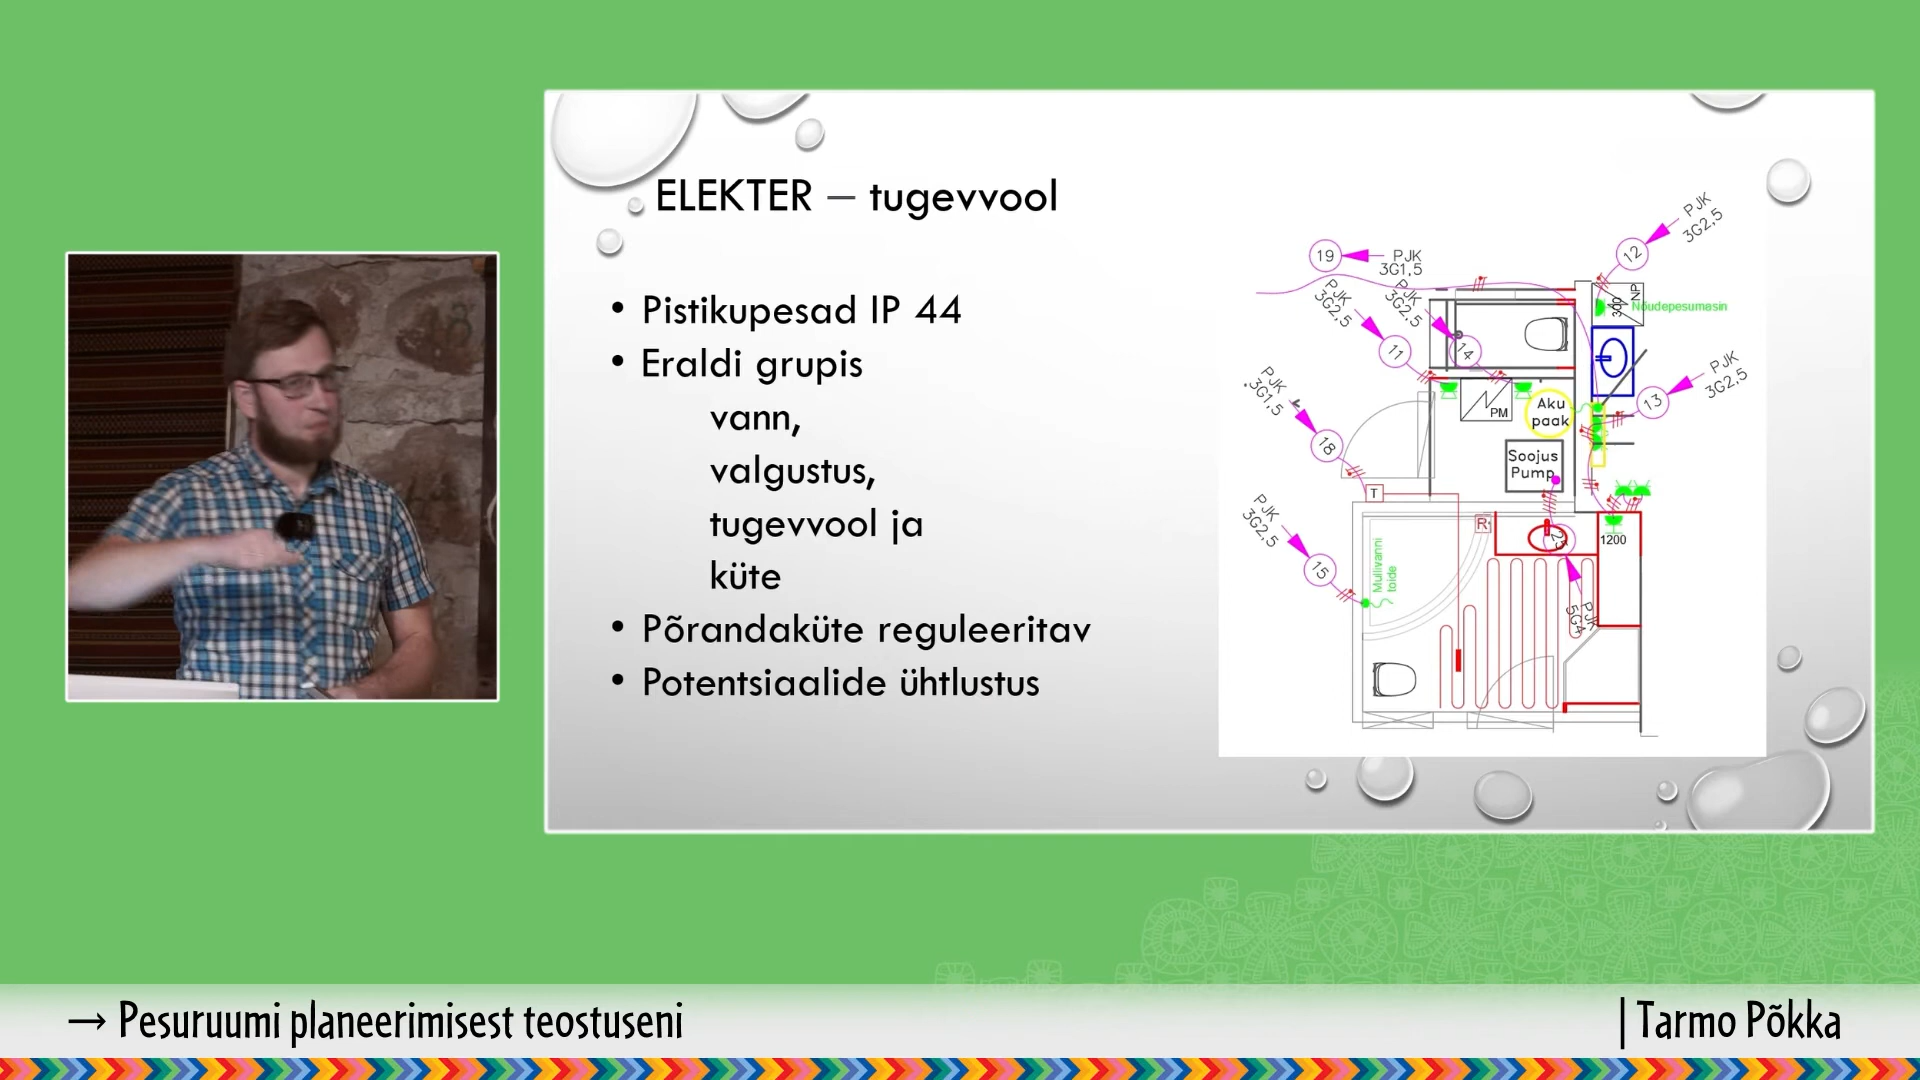 ELEKTER – tugevvool
• Pistikupesad IP 44
• Eraldi grupis
vann,
valgustus,
tugevvool ja
küte
• Põrandaküte reguleeritav
• Potentsiaalide ühtlustus
PJK
3G2,5
12
19
PJK
3G1,5
PJK
3G2,5
PJK
3G2,5
11
14
NP
300
Nõudepesumasin
PJK
3G2,5
13
PJK
3G1,5
18
PM
Aku
paak
Soojus
Pump
T
R
1200
PJK
3G2,5
15
Mullivanni
toide
PJK
5G4
→ Pesuruumi planeerimisest teostuseni
| Tarmo Põkka